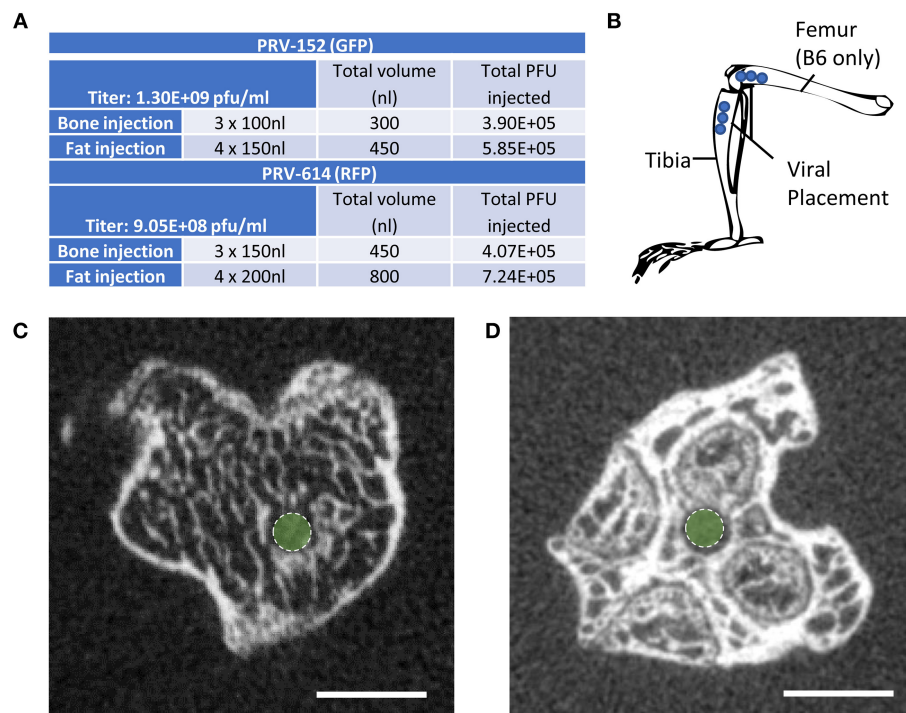 A
PRV-152 (GFP)
Titer: 1.30E+09 pfu/ml
Total volume
(nl)
Total PFU
injected
Bone injection 3 x 100nl 300 3.90E+05
Fat injection 4 x 150nl 450 5.85E+05
PRV-614 (RFP)
Titer: 9.05E+08 pfu/ml
Total volume
(nl)
Total PFU
injected
Bone injection 3 x 150nl 450 4.07E+05
Fat injection 4 x 200nl 800 7.24E+05
B
Femur
(B6 only)
Tibia
Viral
Placement
C
D